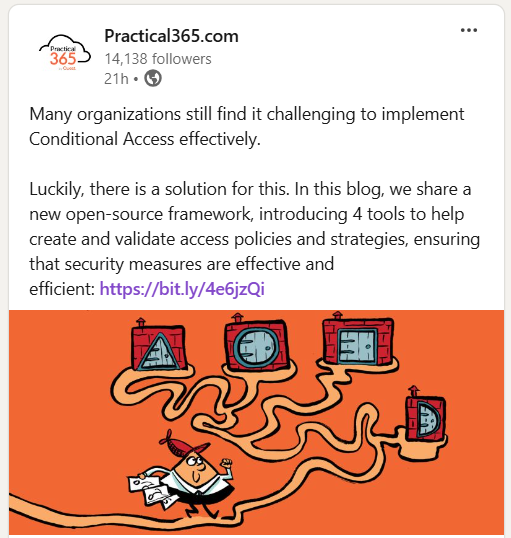 Practical
365
Practical365.com
14,138 followers
21h •
Many organizations still find it challenging to implement
Conditional Access effectively.
Luckily, there is a solution for this. In this blog, we share a
new open-source framework, introducing 4 tools to help
create and validate access policies and strategies, ensuring
that security measures are effective and
efficient: https://bit.ly/4e6jzQi